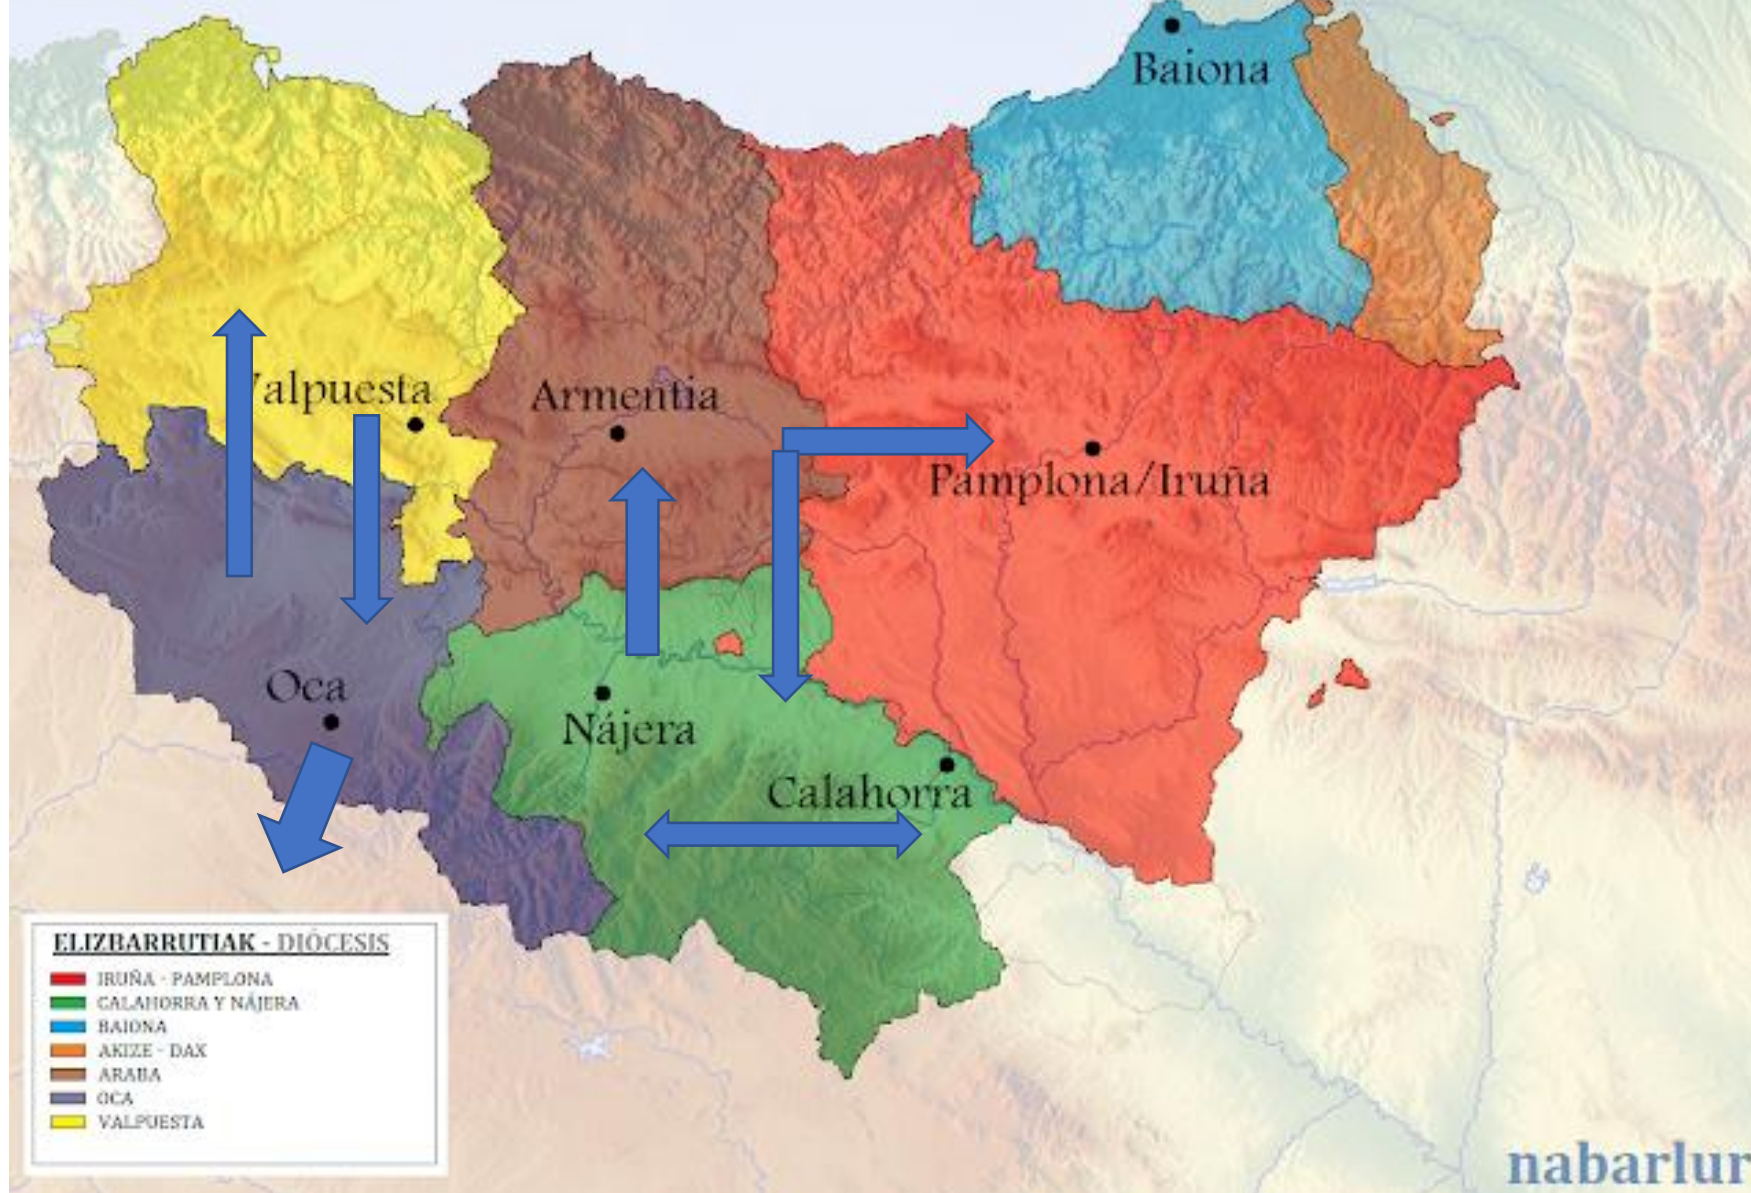 Baiona
alpuesta
Armentia
Pamplona/Iruña
Oca
Nájera
Calahorra
ELIZBARRUTIAK - DIÓCESIS
IRUÑA - PAMPLONA
CALAHORRA Y NÁJERA
BAIONA
AKIZE - DAX
ARABA
OCA
VALPUESTA
nabarlur